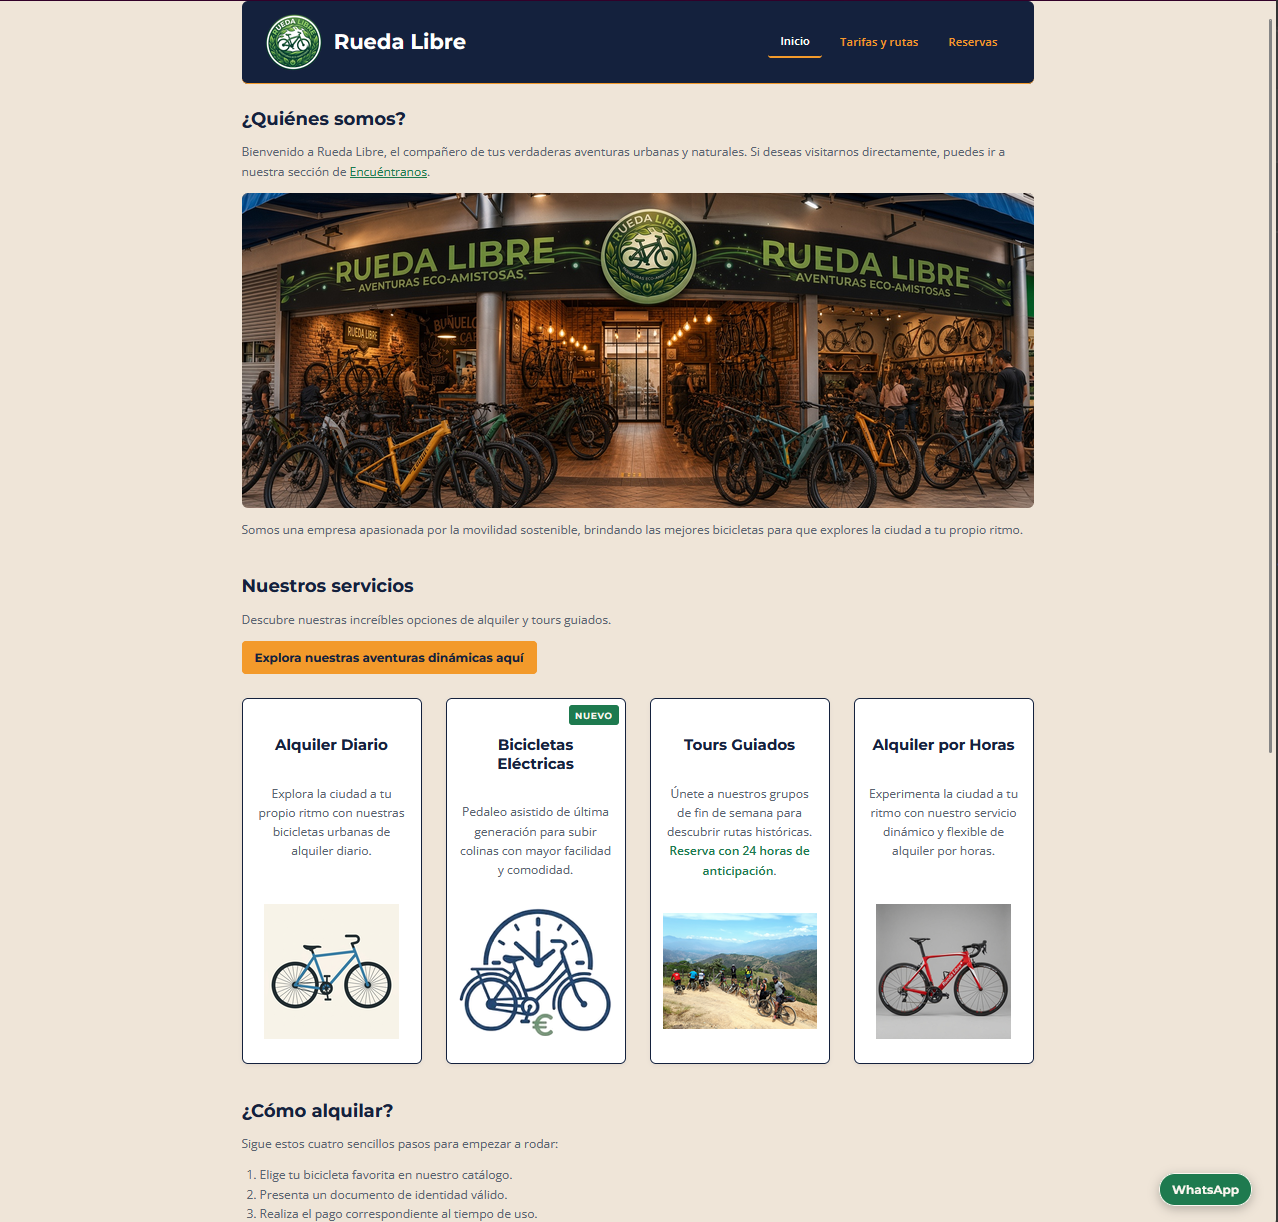 RUEDA LIBRE
Rueda Libre
Inicio
Tarifas y rutas
Reservas
¿Quiénes somos?
Bienvenido a Rueda Libre, el compañero de tus verdaderas aventuras urbanas y naturales. Si deseas visitarnos directamente, puedes ir a
nuestra sección de Encuéntranos.
RUEDA LIBRE
AVENTURAS ECO-AMISTOSAS
RUEDA LIBRE
RUEDA LIBRE
AVENTURAS ECO-AMISTOSAS
RUEDA LIBRE
Somos una empresa apasionada por la movilidad sostenible, brindando las mejores bicicletas para que explores la ciudad a tu propio ritmo.
Nuestros servicios
Descubre nuestras increíbles opciones de alquiler y tours guiados.
Explora nuestras aventuras dinámicas aquí
Alquiler Diario
Explora la ciudad a tu
propio ritmo con nuestras
bicicletas urbanas de
alquiler diario.
NUEVO
Bicicletas
Eléctricas
Pedaleo asistido de última
generación para subir
colinas con mayor facilidad
y comodidad.
€
Tours Guiados
Únete a nuestros grupos
de fin de semana para
descubrir rutas históricas.
Reserva con 24 horas de
anticipación.
Alquiler por Horas
Experimenta la ciudad a tu
ritmo con nuestro servicio
dinámico y flexible de
alquiler por horas.
¿Cómo alquilar?
Sigue estos cuatro sencillos pasos para empezar a rodar:
1. Elige tu bicicleta favorita en nuestro catálogo.
2. Presenta un documento de identidad válido.
3. Realiza el pago correspondiente al tiempo de uso.
WhatsApp